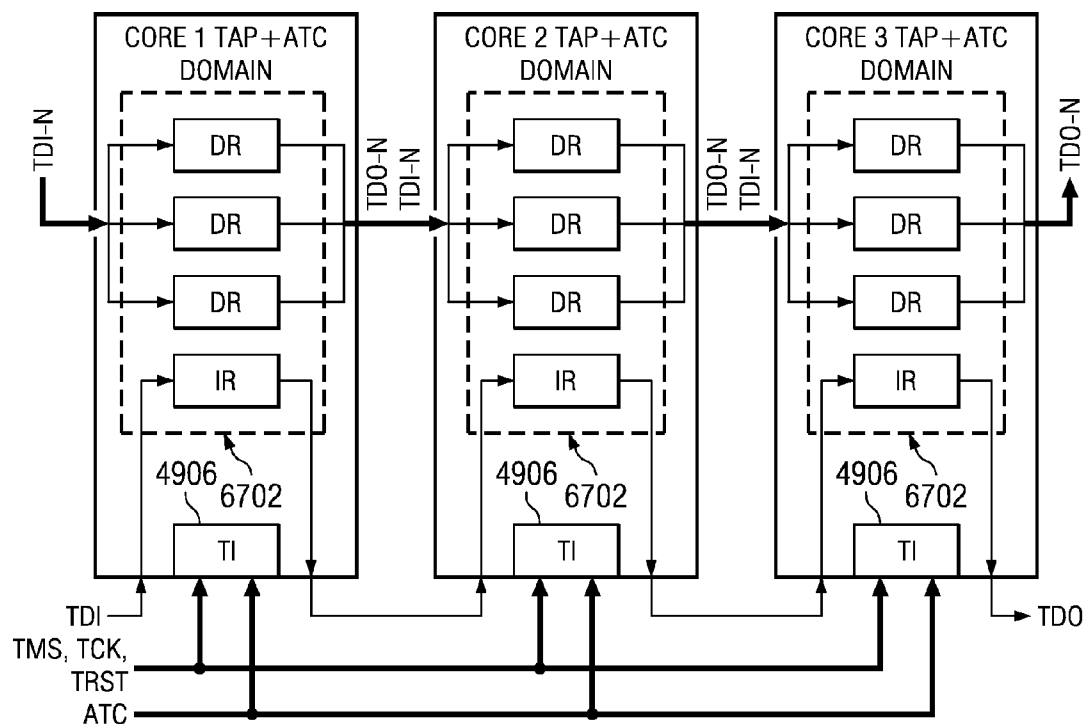 CORE 1 TAP+ATC
DOMAIN
CORE 2 TAP+ATC
DOMAIN
CORE 3 TAP+ATC
DOMAIN
TDI-N
DR
DR
DR
IR
TDO-N
TDI-N
DR
DR
DR
IR
TDO-N
TDI-N
DR
DR
DR
IR
TDO-N
4906
6702
TI
4906
6702
TI
4906
6702
TI
TDI
TDO
TMS, TCK,
TRST
ATC